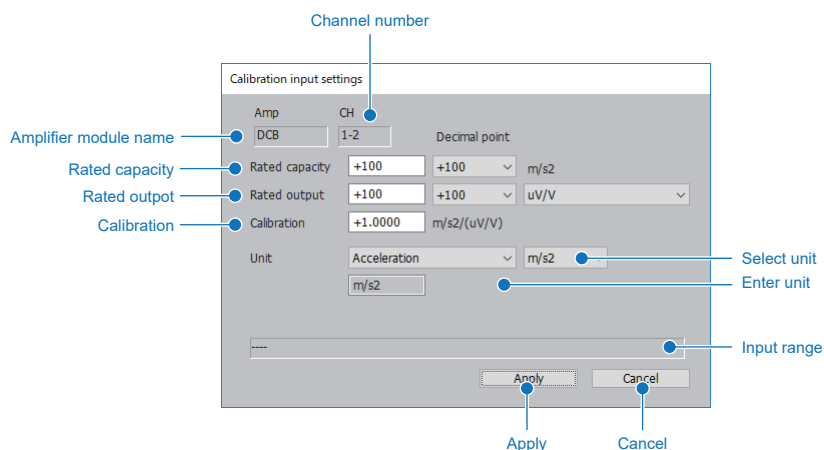 Channel number
Calibration input settings
Amp CH
Amplifier module name DCB 1-2 Decimal point
Rated capacity Rated capacity +100 +100 m/s2
Rated outpot Rated output +100 +100 uV/V
Calibration Calibration +1.0000 m/s2/(uV/V)
Unit Acceleration m/s2 Select unit
m/s2 Enter unit
---- Input range
Apply Cancel
Apply Cancel